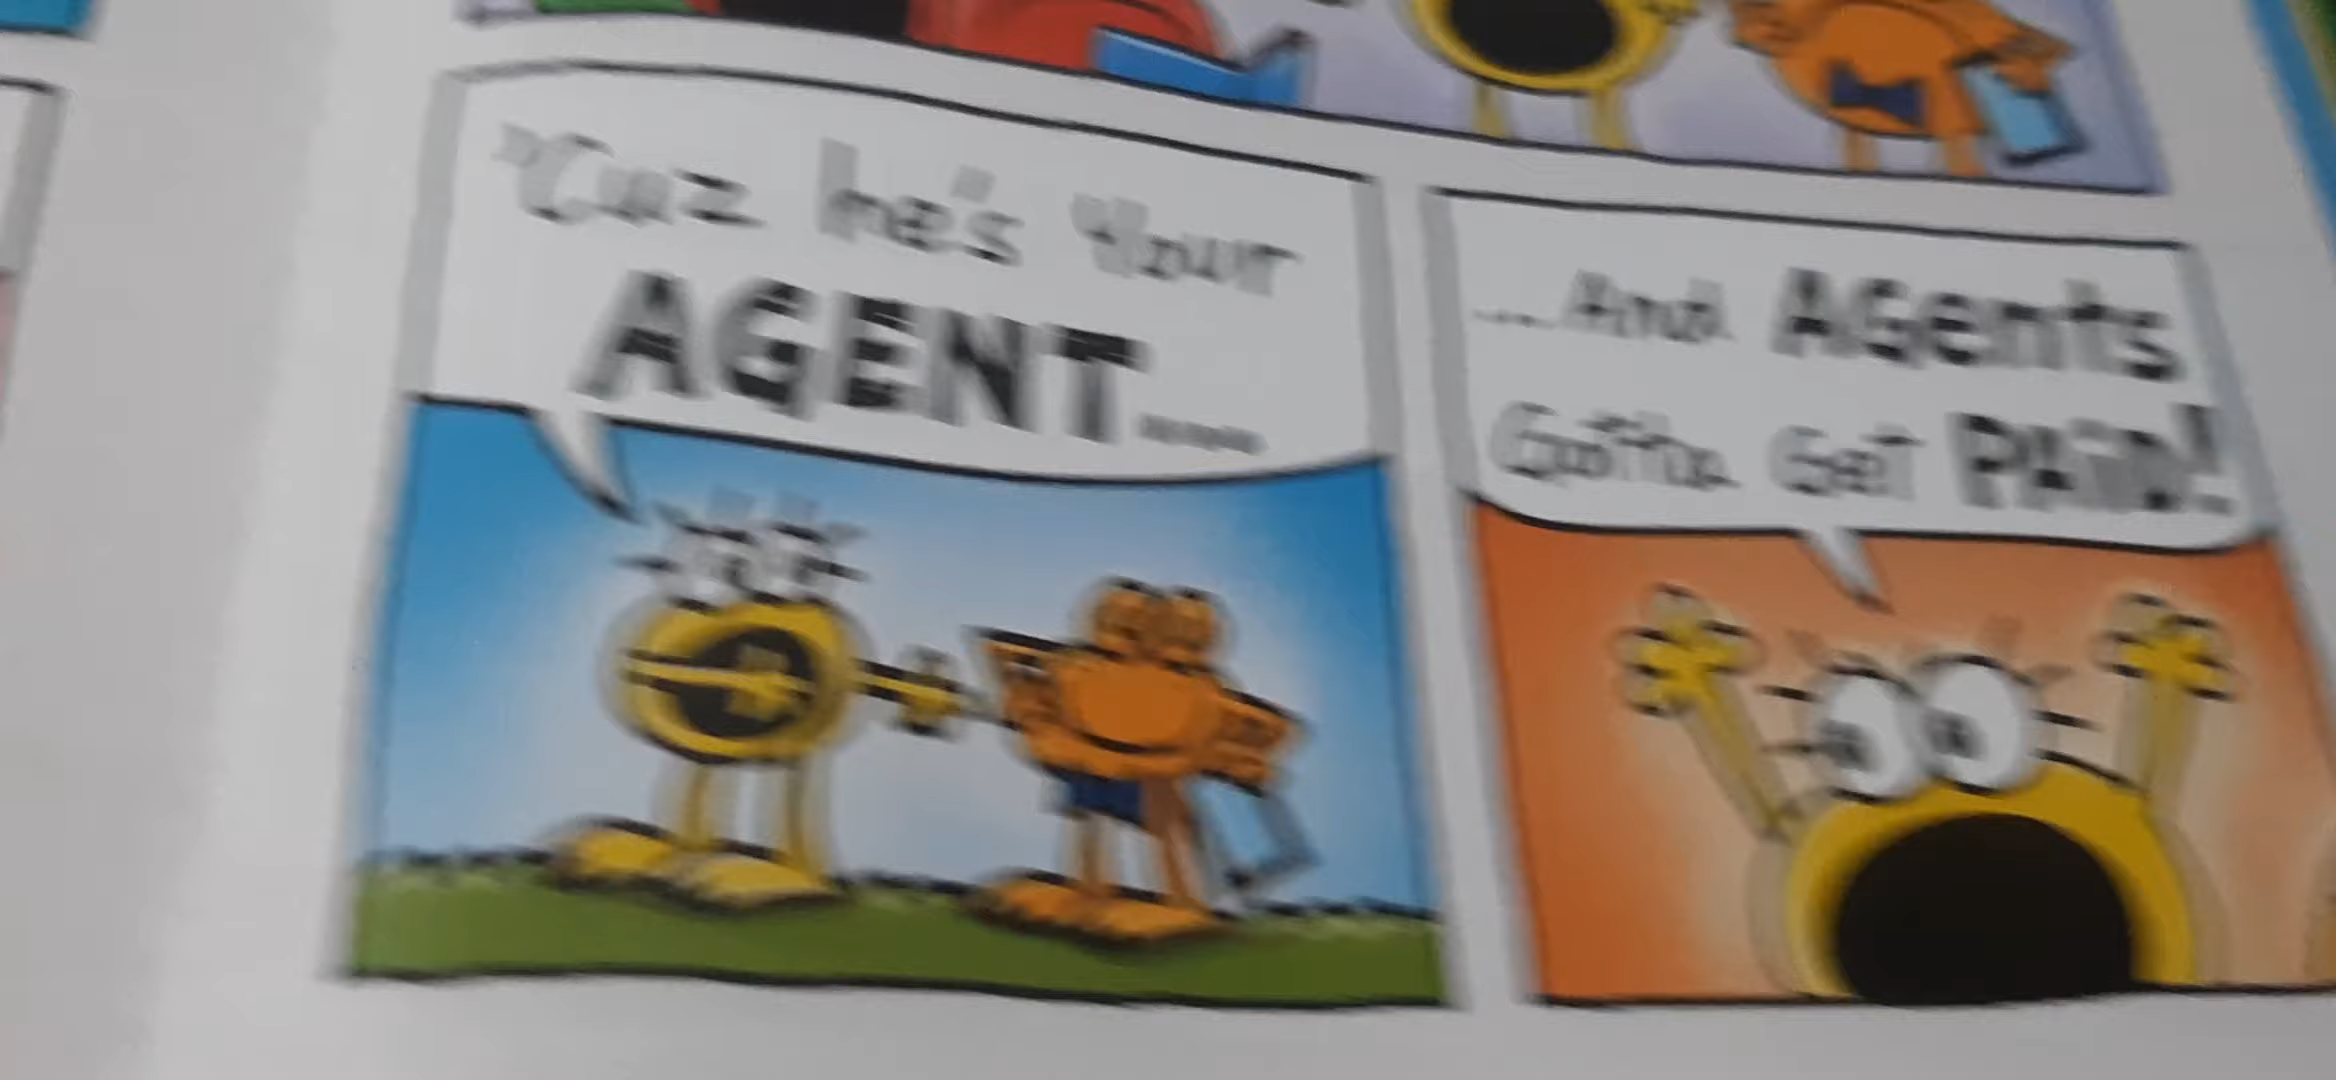 'Cuz he's Your
AGENT....
...And AGents
Gotta Get PAID!